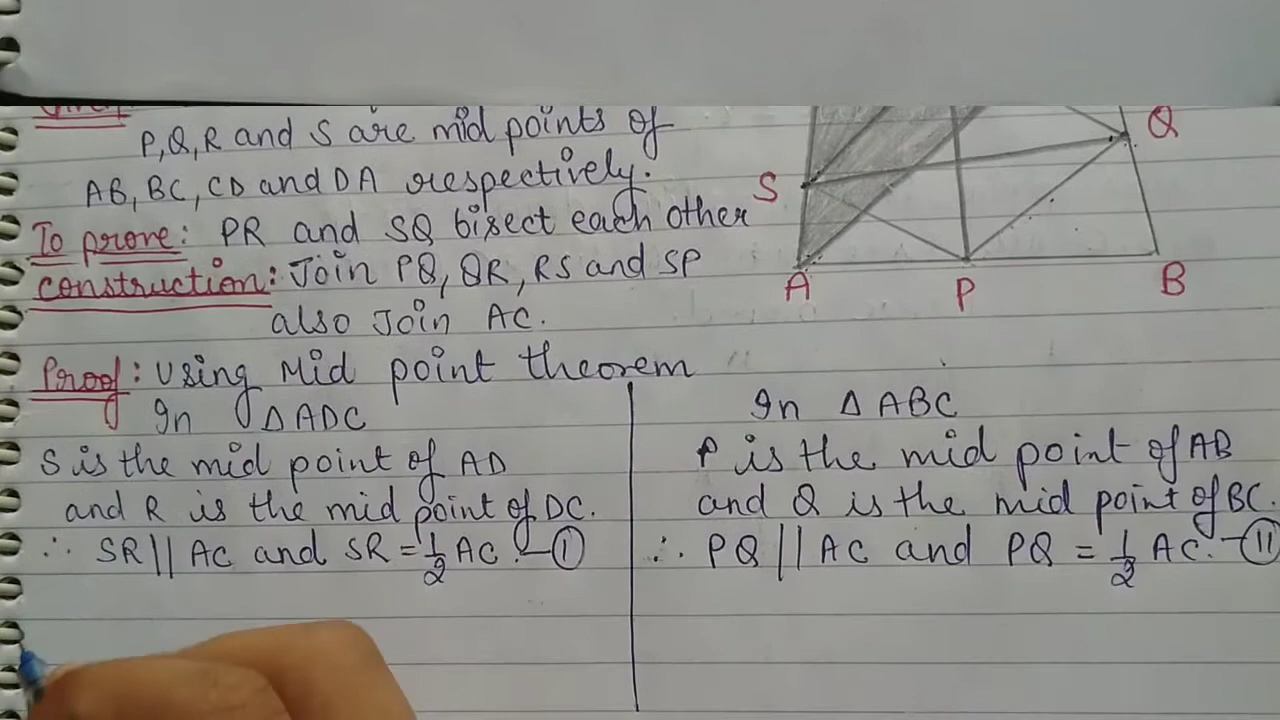 Given
P,Q,R and S are mid points of
AB, BC, CD and DA respectively.
To prove: PR and SQ bisect each other
construction: Join PQ, QR, RS and SP
also Join AC.
Proof: Using Mid point theorem
In △ADC
S is the mid point of AD
and R is the mid point of DC.
∴ SR || AC and SR = 1/2 AC. — ①
In △ ABC
P is the mid point of AB
and Q is the mid point of BC.
∴ PQ || AC and PQ = 1/2 AC. — ⑪
Q
S
A
P
B